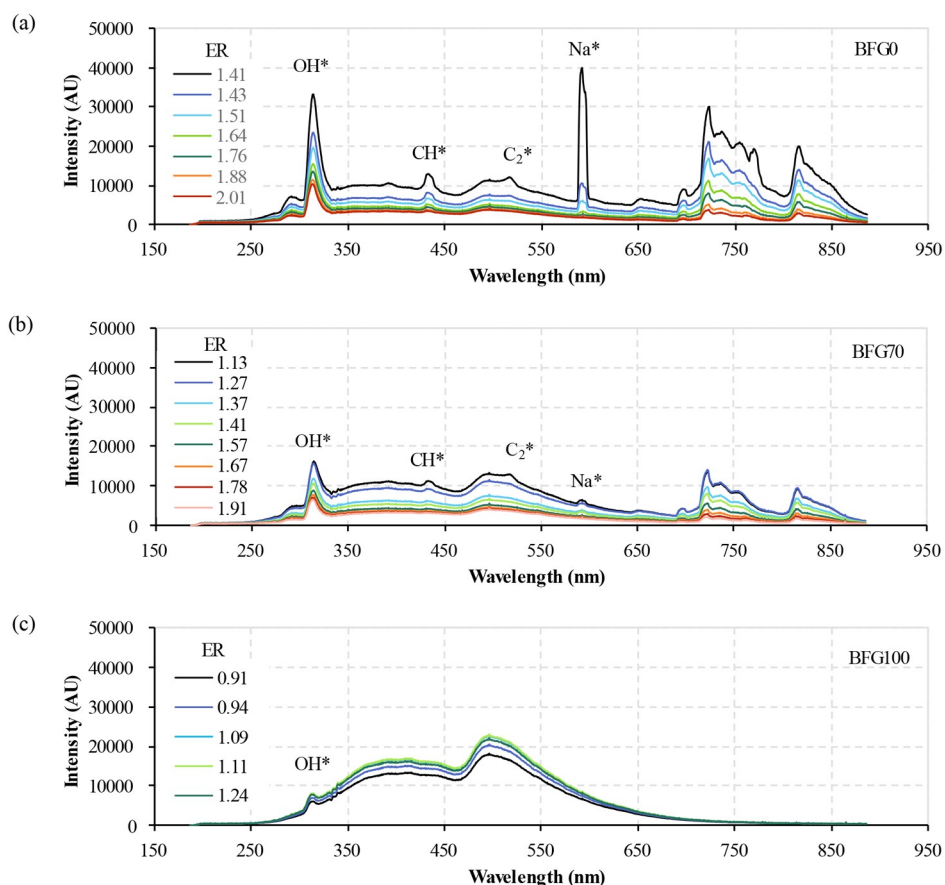 (a)
50000
40000
30000
20000
10000
0
Intensity (AU)
ER
1.41
1.43
1.51
1.64
1.76
1.88
2.01
OH*
CH*
C2*
Na*
BFG0
150 250 350 450 550 650 750 850 950
Wavelength (nm)
(b)
50000
40000
30000
20000
10000
0
Intensity (AU)
ER
1.13
1.27
1.37
1.41
1.57
1.67
1.78
1.91
OH*
CH*
C2*
Na*
BFG70
150 250 350 450 550 650 750 850 950
Wavelength (nm)
(c)
50000
40000
30000
20000
10000
0
Intensity (AU)
ER
0.91
0.94
1.09
1.11
1.24
OH*
BFG100
150 250 350 450 550 650 750 850 950
Wavelength (nm)